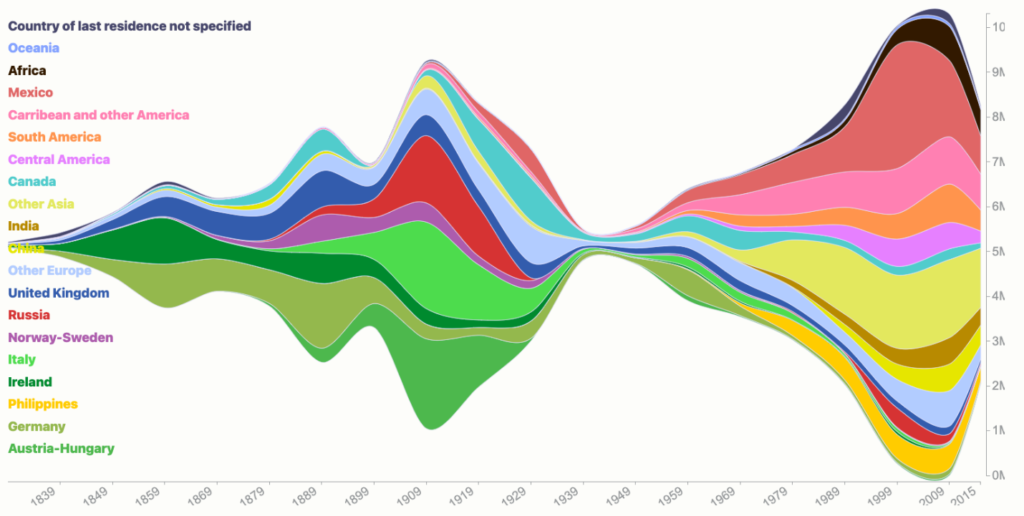 Country of last residence not specified
Oceania
Africa
Mexico
Carribean and other America
South America
Central America
Canada
Other Asia
India
China
Other Europe
United Kingdom
Russia
Norway-Sweden
Italy
Ireland
Philippines
Germany
Austria-Hungary
10
9M
8M
7M
6M
5M
4M
3M
2M
1M
0M
1839 1849 1859 1869 1879 1889 1899 1909 1919 1929 1939 1949 1959 1969 1979 1989 1999 2009 2015